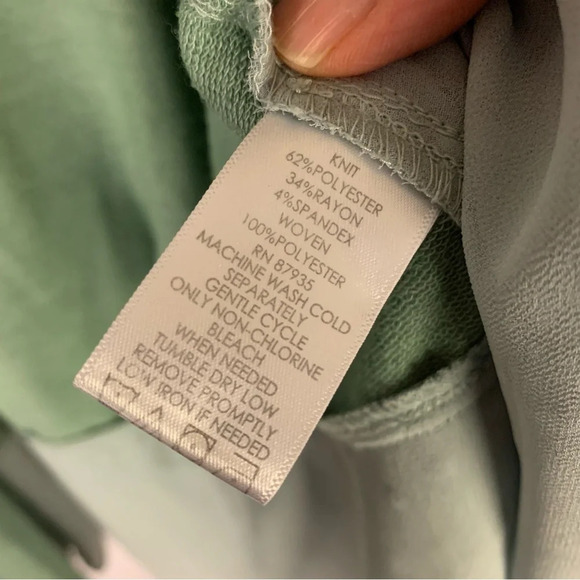 KNIT
62%POLYESTER
34%RAYON
4%SPANDEX
WOVEN
100%POLYESTER
RN 87935
MACHINE WASH COLD
SEPARATELY
GENTLE CYCLE
ONLY NON-CHLORINE
BLEACH
WHEN NEEDED
TUMBLE DRY LOW
REMOVE PROMPTLY
LOW IRON IF NEEDED